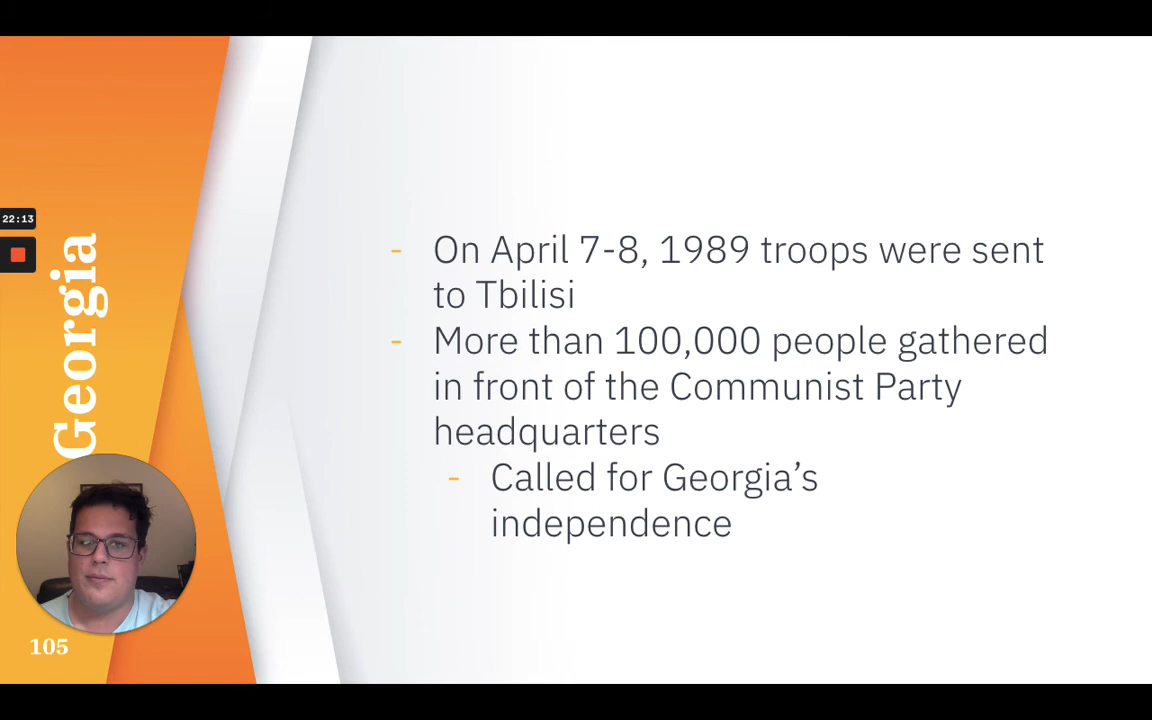 22:13
Georgia
- On April 7-8, 1989 troops were sent
to Tbilisi
- More than 100,000 people gathered
in front of the Communist Party
headquarters
- Called for Georgia’s
independence
105